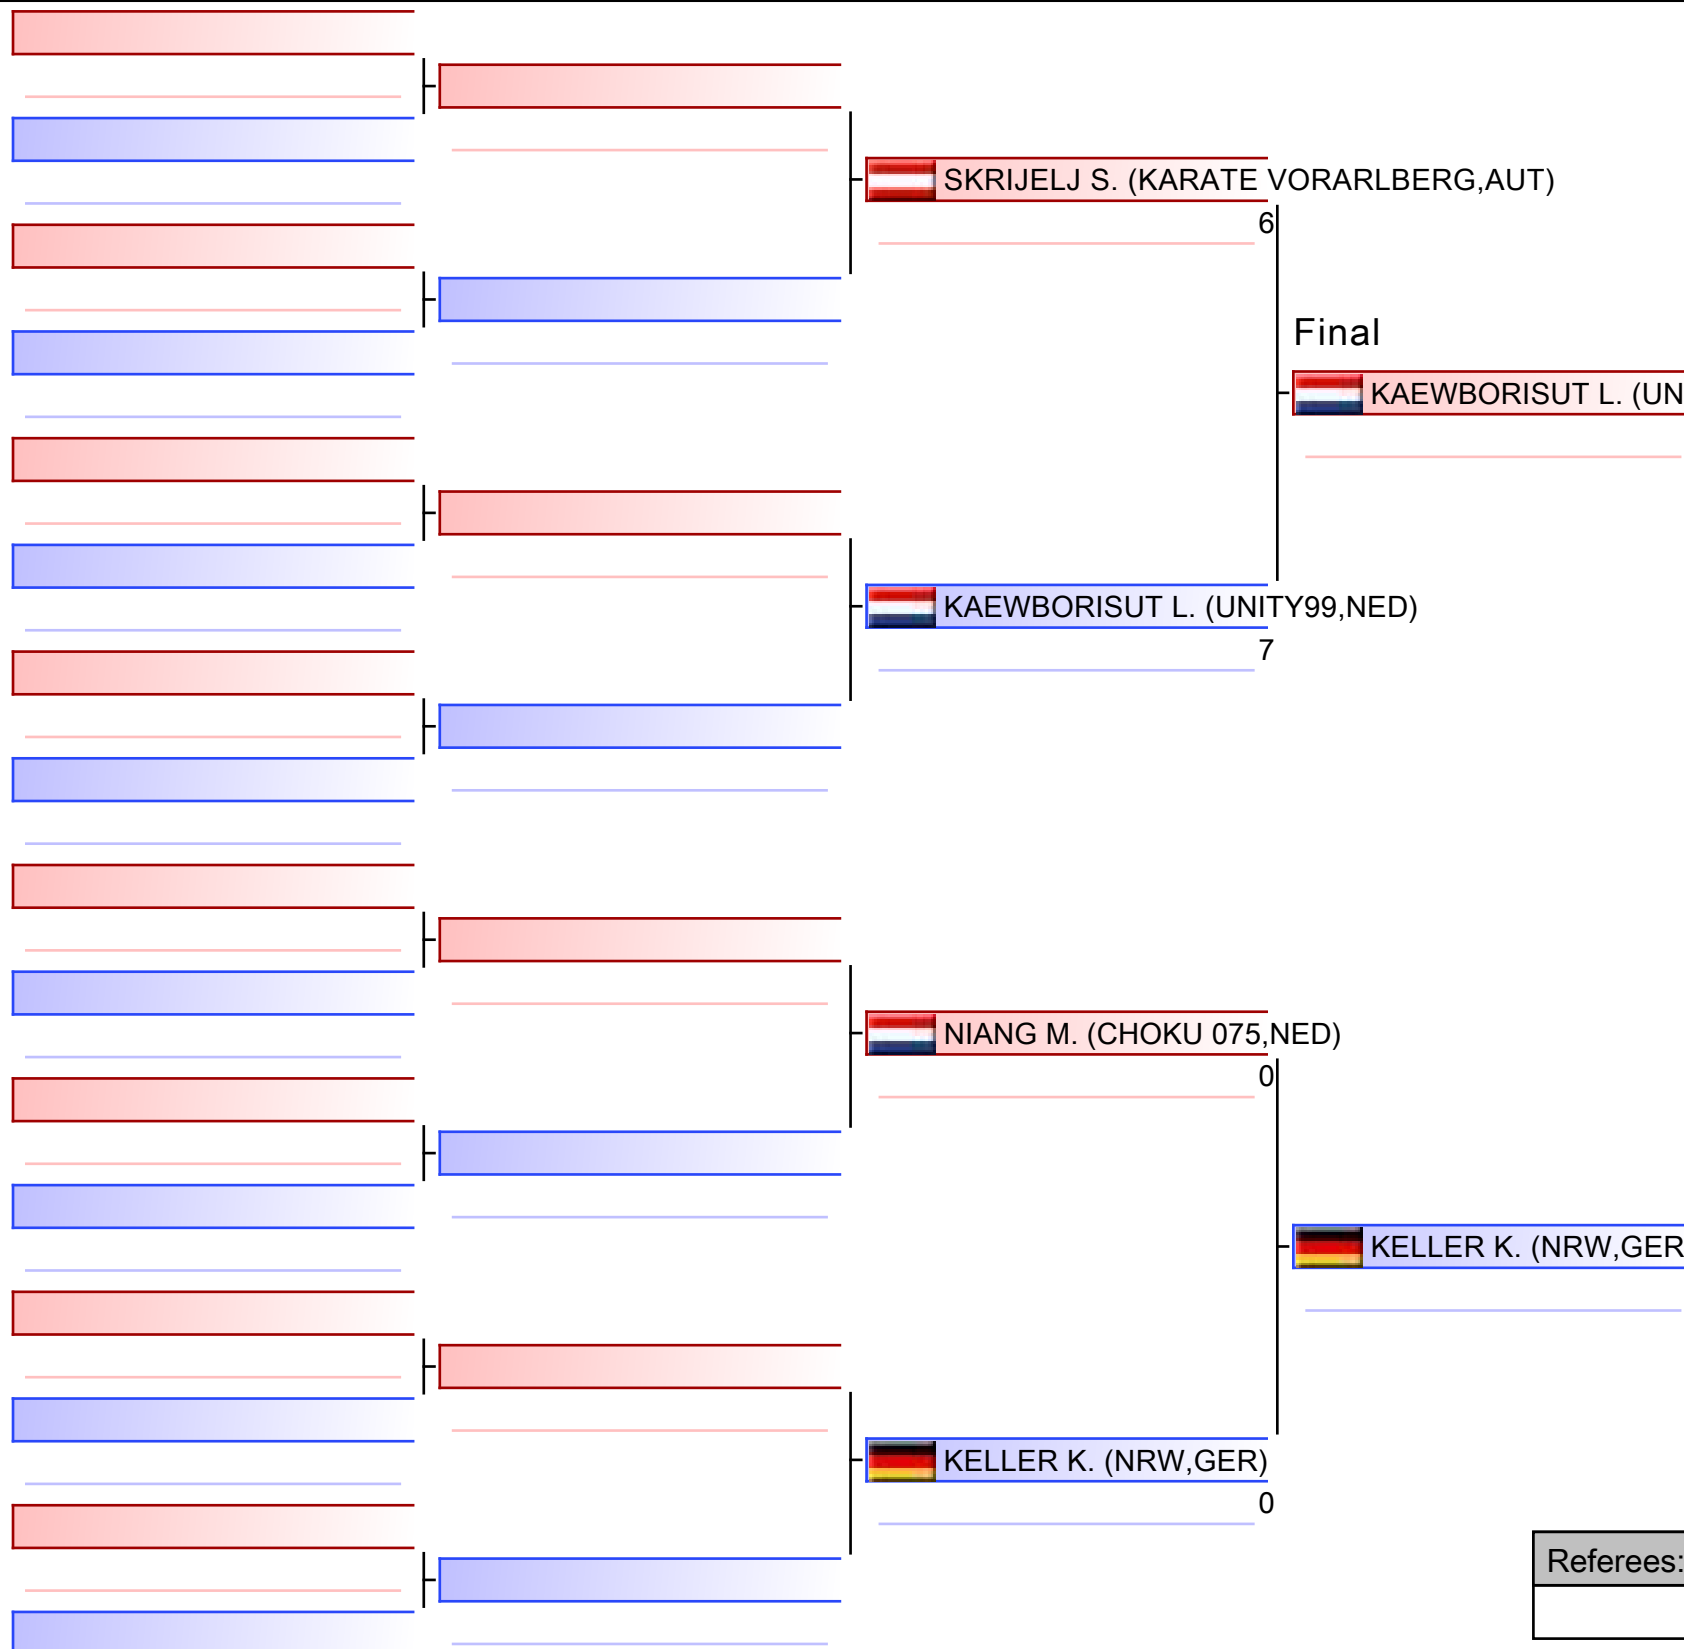 SKRIJELJ S. (KARATE VORARLBERG,AUT)
6
Final
KAEWBORISUT L. (UN
KAEWBORISUT L. (UNITY99,NED)
7
NIANG M. (CHOKU 075,NED)
0
KELLER K. (NRW,GER
KELLER K. (NRW,GER)
0
Referees: